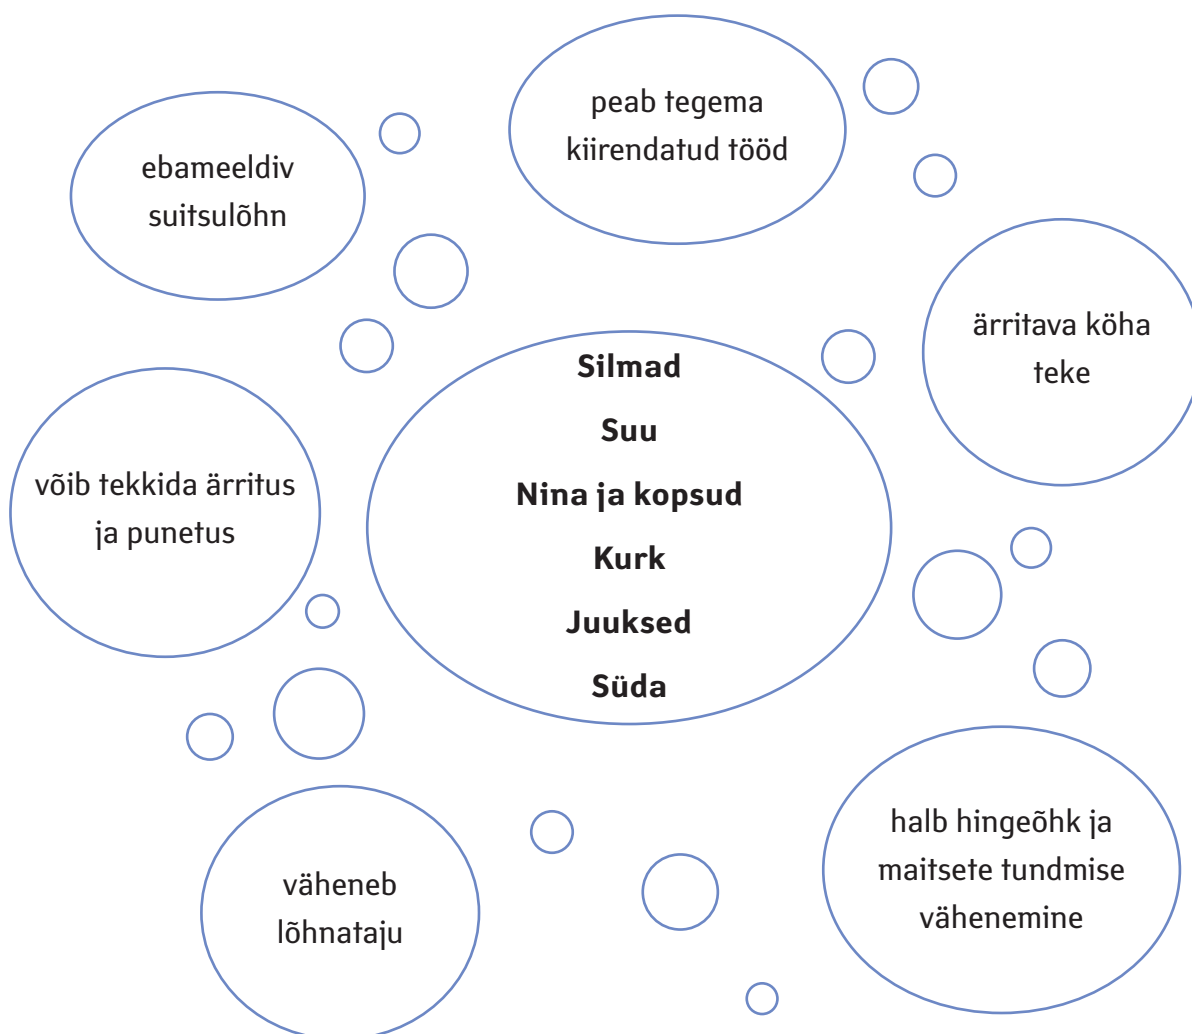 peab tegema
kiirendatud tööd
ebameeldiv
suitsulõhn
ärritava köha
teke
Silmad
Suu
Nina ja kopsud
Kurk
Juuksed
Süda
võib tekkida ärritus
ja punetus
halb hingeõhk ja
maitsete tundmise
vähenemine
väheneb
lõhnataju